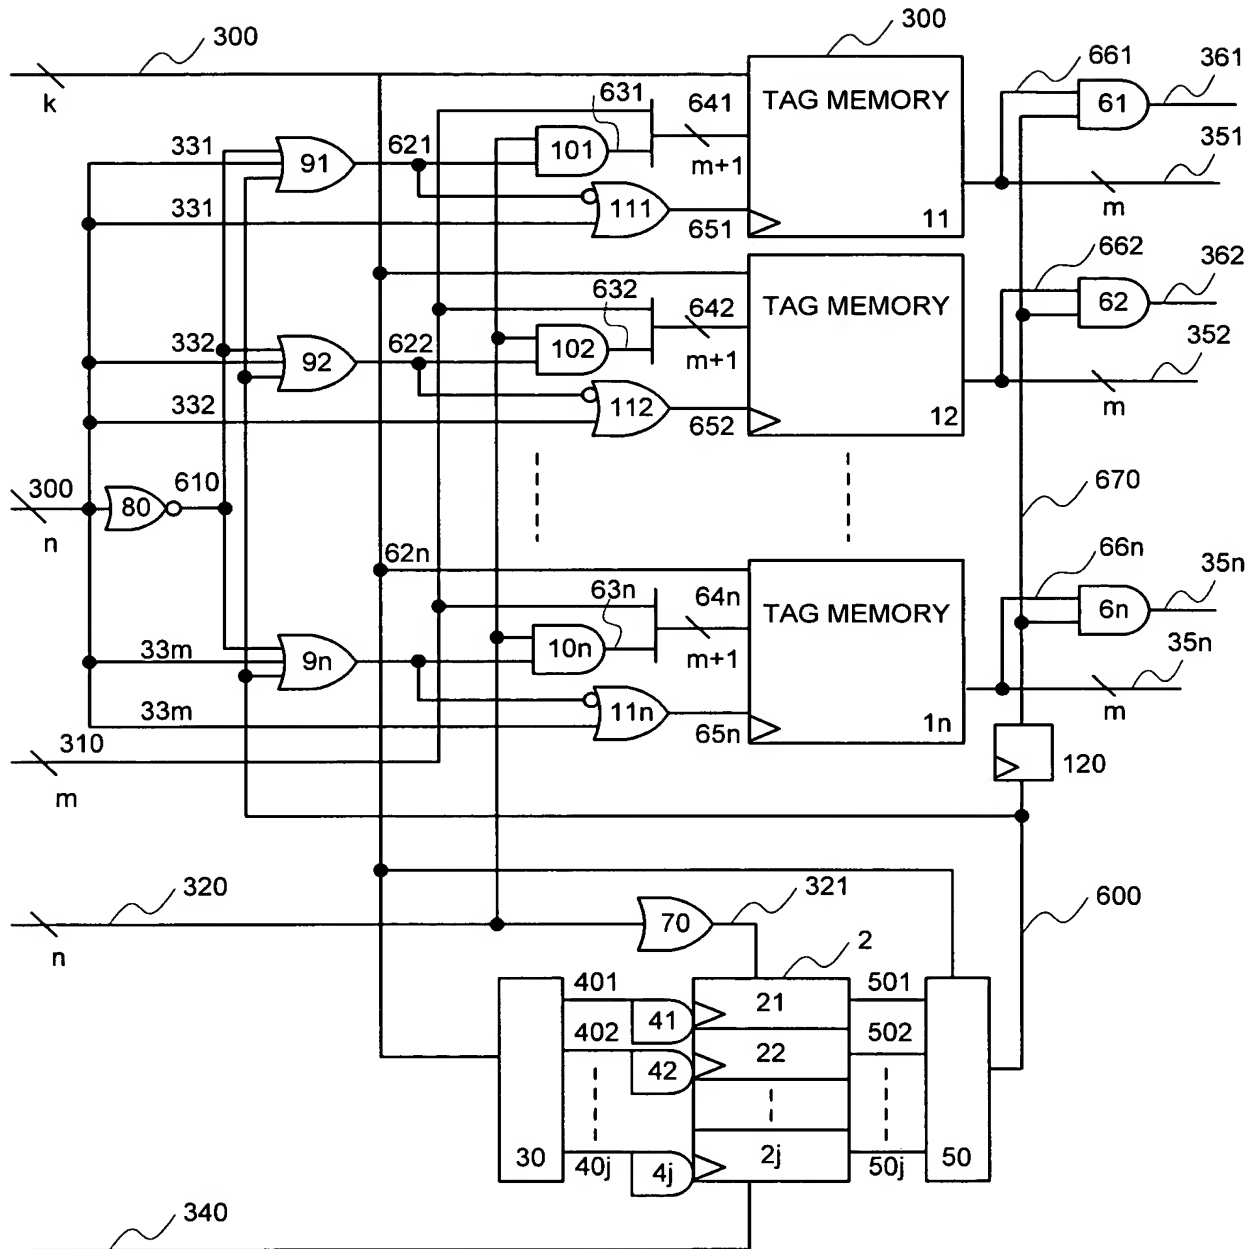 300
300
k
661
361
631
641
TAG MEMORY
61
331
91
621
101
m+1
351
331
111
651
11
m
662
362
632
642
TAG MEMORY
62
332
92
622
102
m+1
352
332
112
652
12
m
300
80
610
670
n
62n
66n
35n
63n
64n
TAG MEMORY
6n
33m
9n
10n
m+1
35n
33m
11n
65n
1n
m
310
120
m
320
321
600
70
2
n
401
501
41
21
402
502
42
22
30
40j
4j
2j
50j
50
340